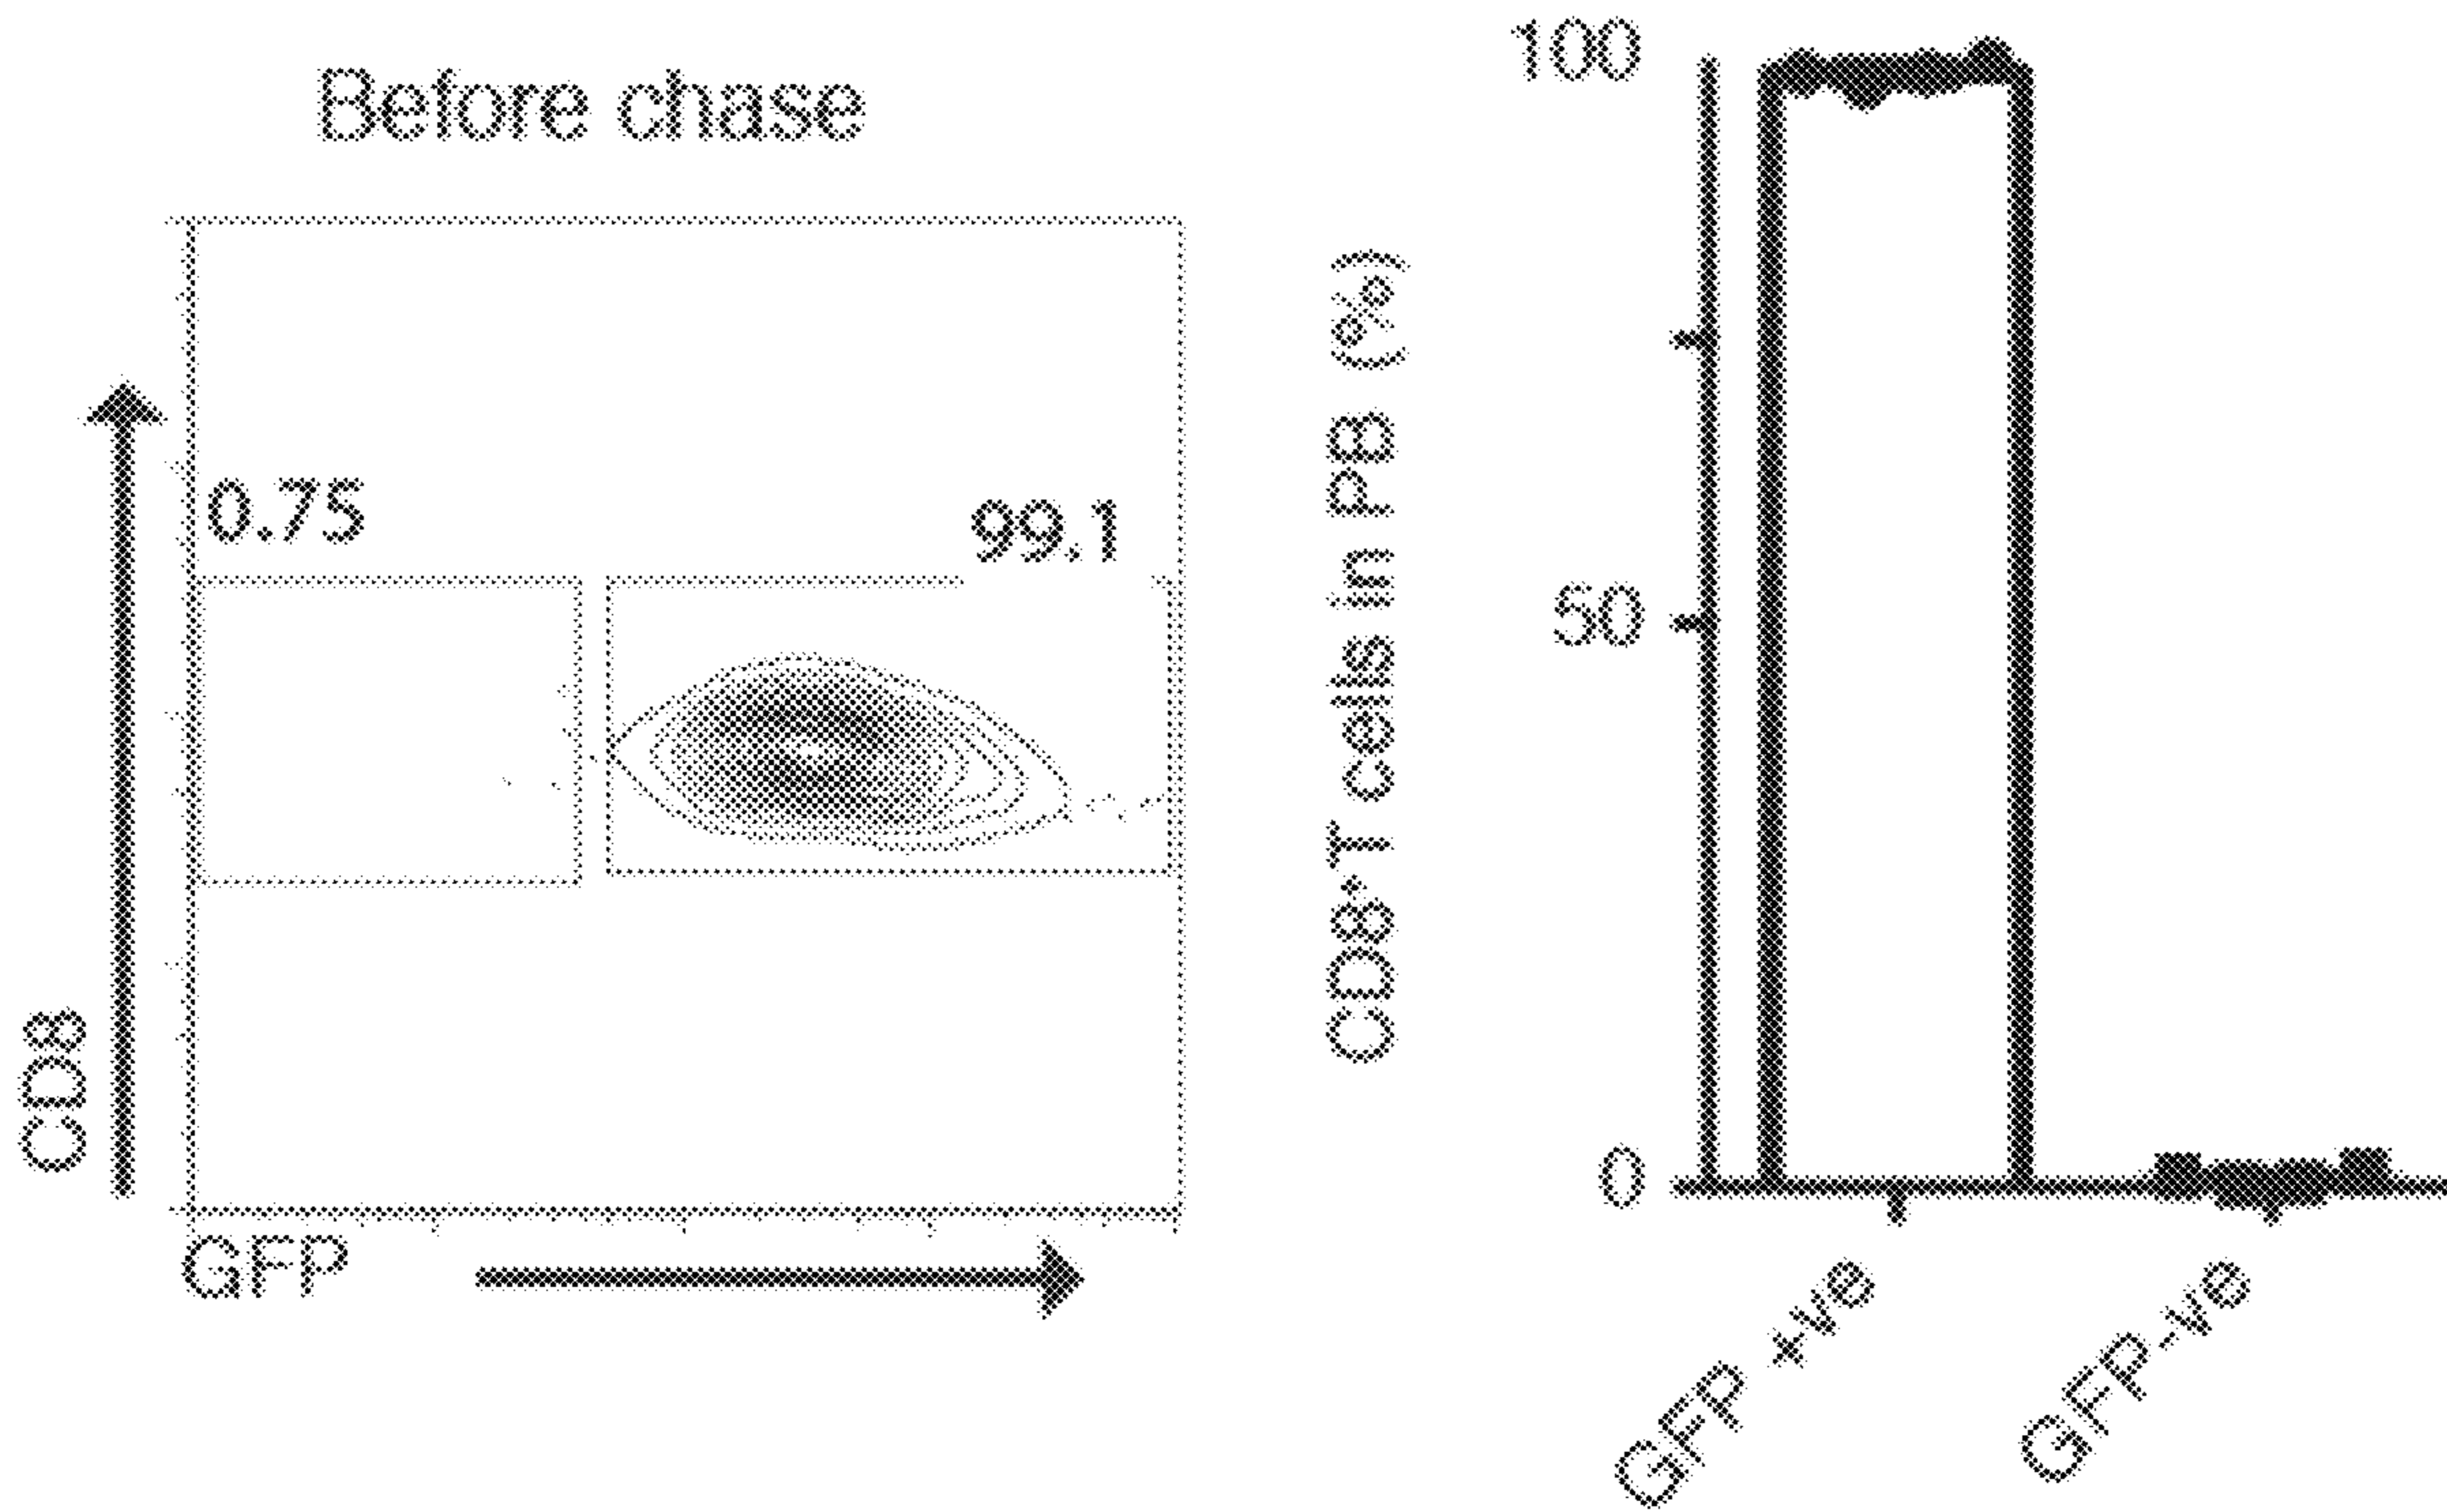 Before chase
0.75
99.1
CD8
GFP
CD8⁺T cells in PB (%)
100
50
0
GFP +ve
GFP-ve